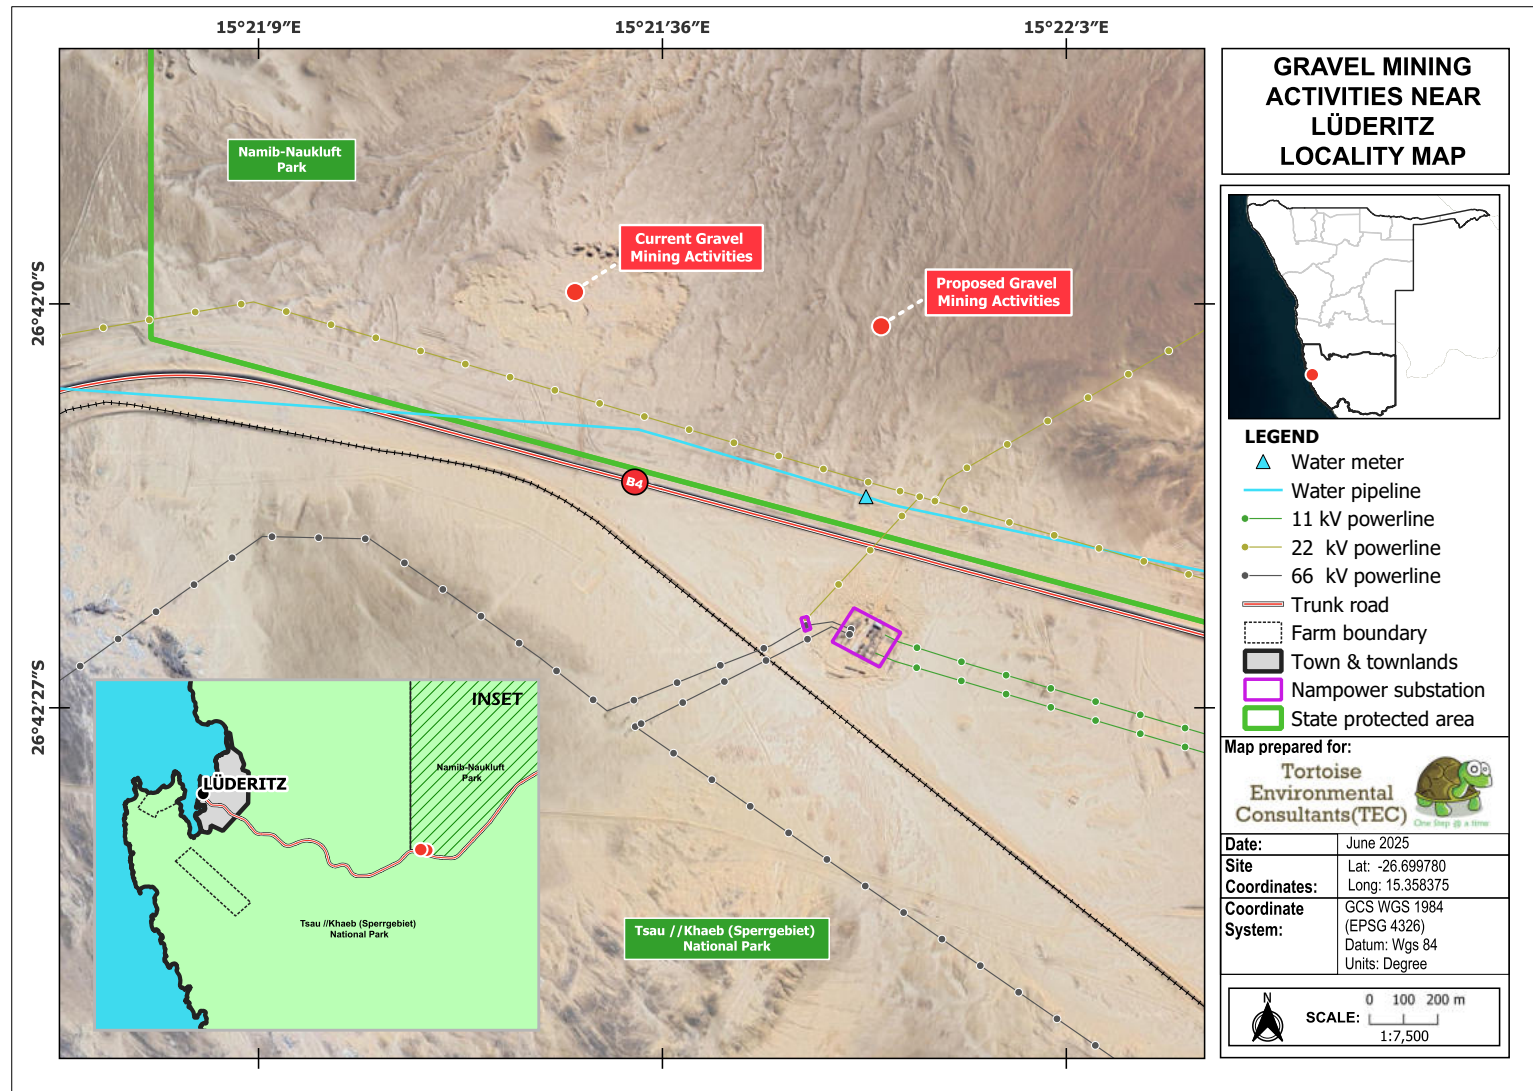 15°21′9″E
15°21′36″E
15°22′3″E
26°42′0″S
26°42′27″S
Namib-Naukluft
Park
Current Gravel
Mining Activities
Proposed Gravel
Mining Activities
B4
Tsau //Khaeb (Sperrgebiet)
National Park
INSET
Namib-Naukluft
Park
LÜDERITZ
Tsau //Khaeb (Sperrgebiet)
National Park
GRAVEL MINING
ACTIVITIES NEAR
LÜDERITZ
LOCALITY MAP
LEGEND
Water meter
Water pipeline
11 kV powerline
22 kV powerline
66 kV powerline
Trunk road
Farm boundary
Town & townlands
Nampower substation
State protected area
Map prepared for:
Tortoise
Environmental
Consultants(TEC)
One Step @ a time
Date: June 2025
Site Coordinates: Lat: -26.699780
Long: 15.358375
Coordinate System: GCS WGS 1984
(EPSG 4326)
Datum: Wgs 84
Units: Degree
N
SCALE: 0 100 200 m
1:7,500